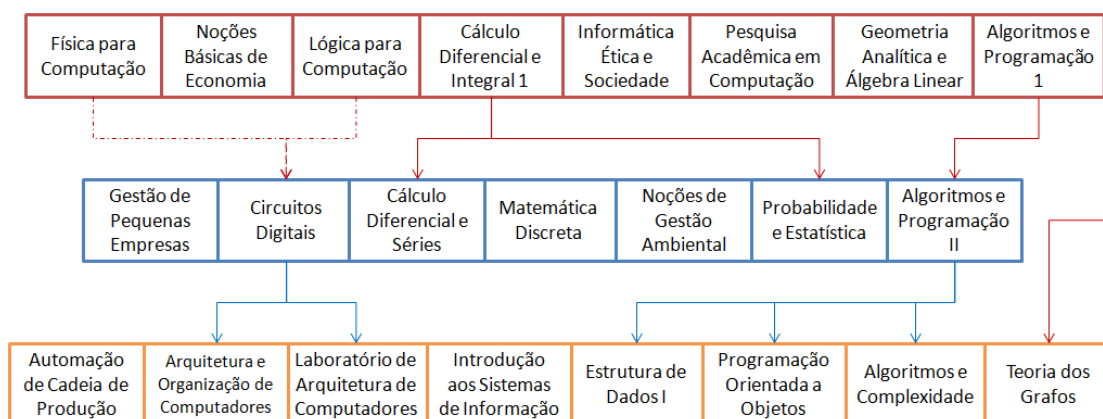 Física para
Computação
Noções
Básicas de
Economia
Lógica para
Computação
Cálculo
Diferencial e
Integral 1
Informática
Ética e
Sociedade
Pesquisa
Acadêmica em
Computação
Geometria
Analítica e
Álgebra Linear
Algoritmos e
Programação
1
Gestão de
Pequenas
Empresas
Circuitos
Digitais
Cálculo
Diferencial e
Séries
Matemática
Discreta
Noções de
Gestão
Ambiental
Probabilidade
e Estatística
Algoritmos e
Programação
II
Automação
de Cadeia de
Produção
Arquitetura e
Organização de
Computadores
Laboratório de
Arquitetura de
Computadores
Introdução
aos Sistemas
de Informação
Estrutura de
Dados I
Programação
Orientada a
Objetos
Algoritmos e
Complexidade
Teoria dos
Grafos